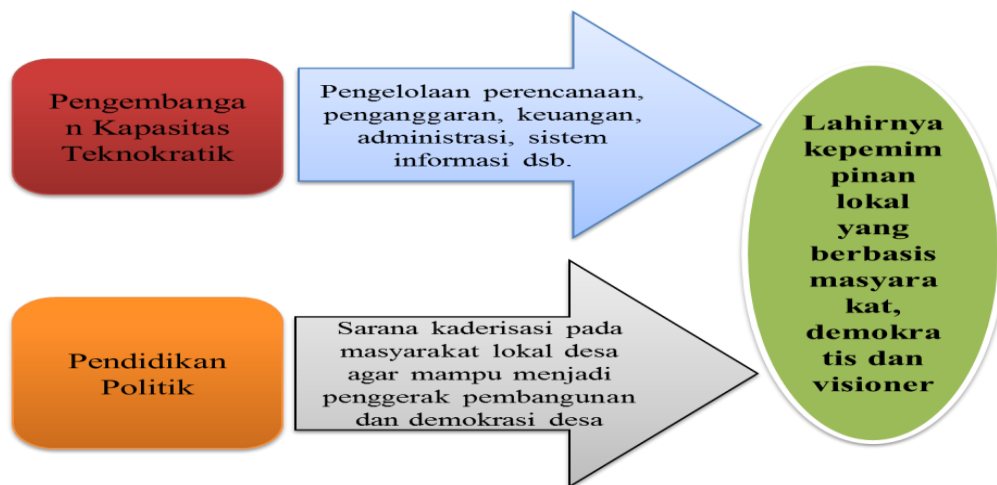 Pengembanga
n Kapasitas
Teknokratik
Pengelolaan perencanaan,
penganggaran, keuangan,
administrasi, sistem
informasi dsb.
Pendidikan
Politik
Sarana kaderisasi pada
masyarakat lokal desa
agar mampu menjadi
penggerak pembangunan
dan demokrasi desa
Lahirnya
kepemim
pinan
lokal
yang
berbasis
masyara
kat,
demokra
tis dan
visioner